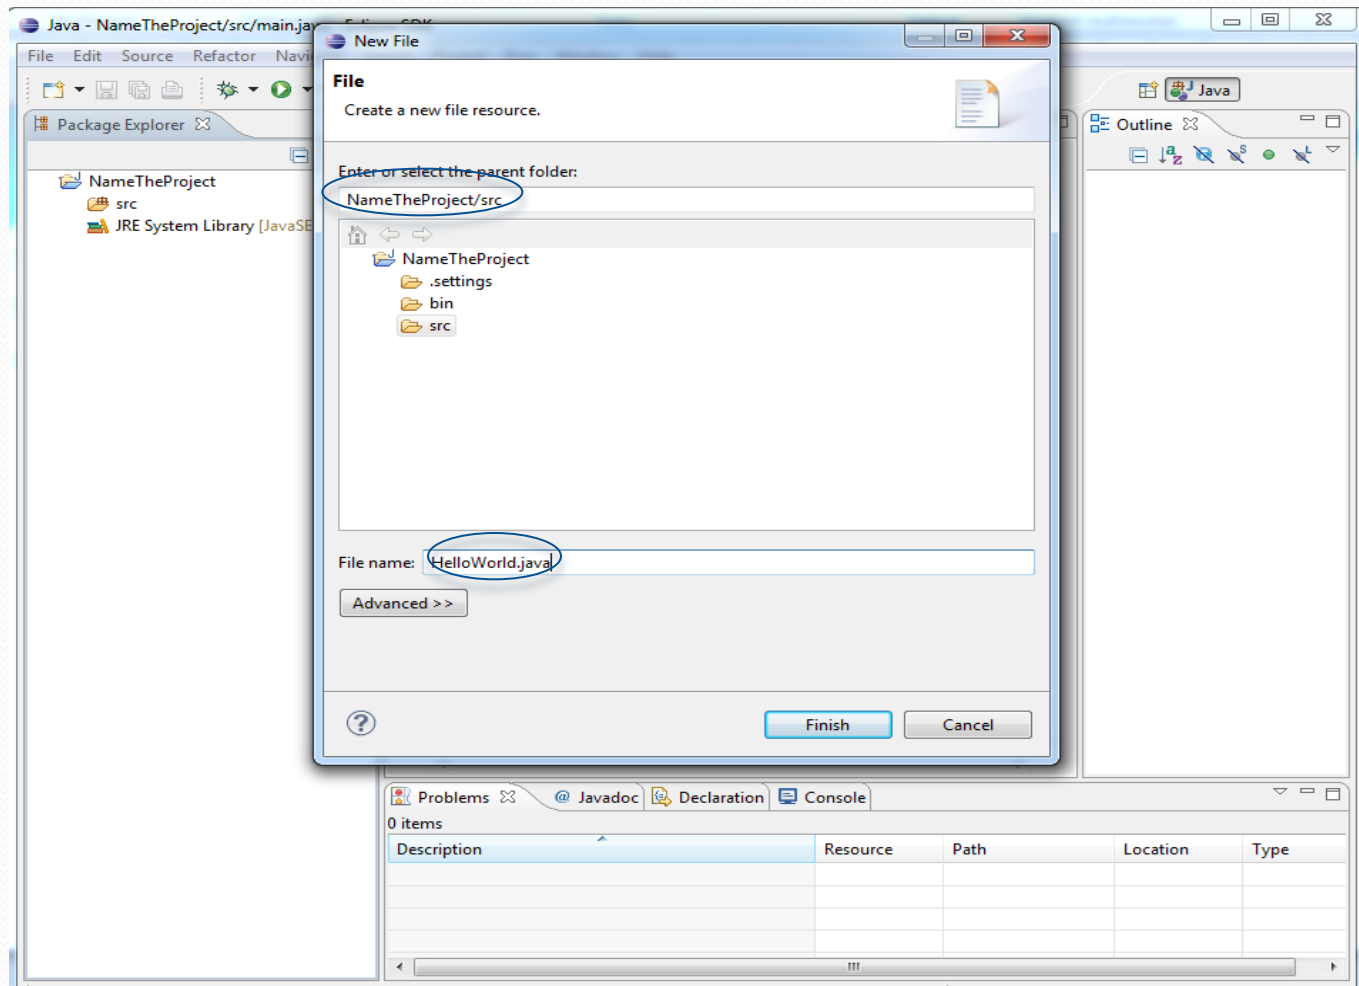 Java - NameTheProject/src/main.jav
File Edit Source Refactor Navi
Java
Package Explorer
NameTheProject
src
JRE System Library [JavaSE
New File
File
Create a new file resource.
Enter or select the parent folder:
NameTheProject/src
NameTheProject
.settings
bin
src
File name: HelloWorld.java
Advanced >>
Finish Cancel
Outline
Problems @ Javadoc Declaration Console
0 items
Description Resource Path Location Type